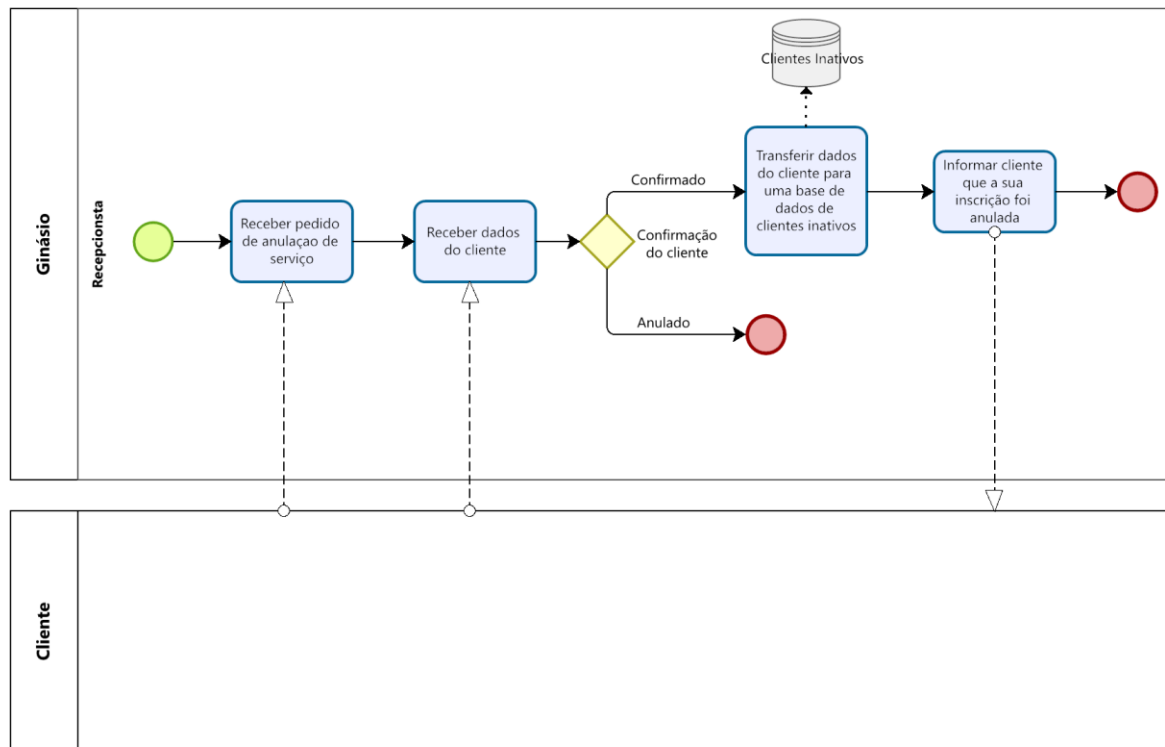 Ginásio
Recepcionsta
Receber pedido
de anulaçao de
serviço
Receber dados
do cliente
Confirmado
Confirmação
do cliente
Anulado
Clientes Inativos
Transferir dados
do cliente para
uma base de
dados de
clientes inativos
Informar cliente
que a sua
inscrição foi
anulada
Cliente